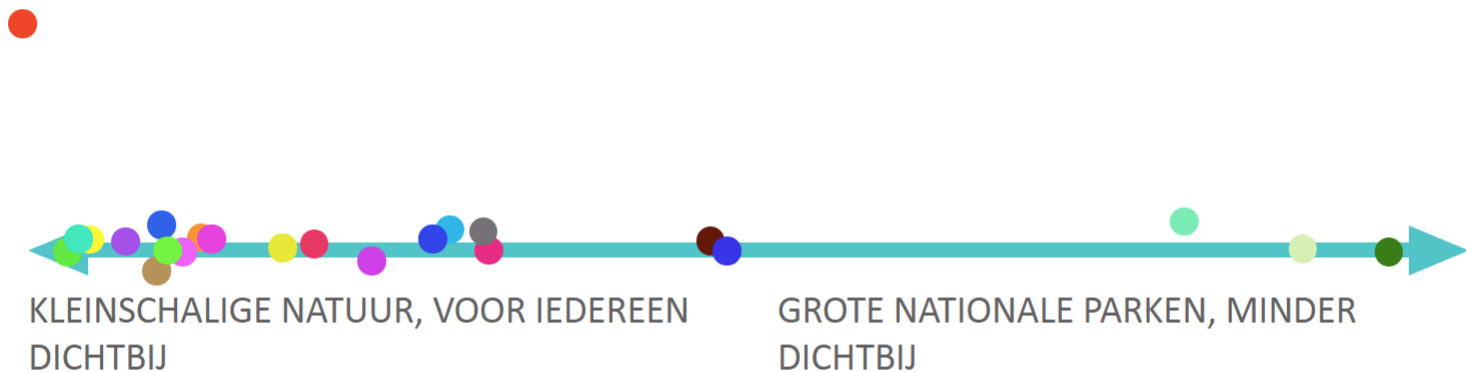 KLEINSCHALIGE NATUUR, VOOR IEDEREEN
DICHTBIJ
GROTE NATIONALE PARKEN, MINDER
DICHTBIJ